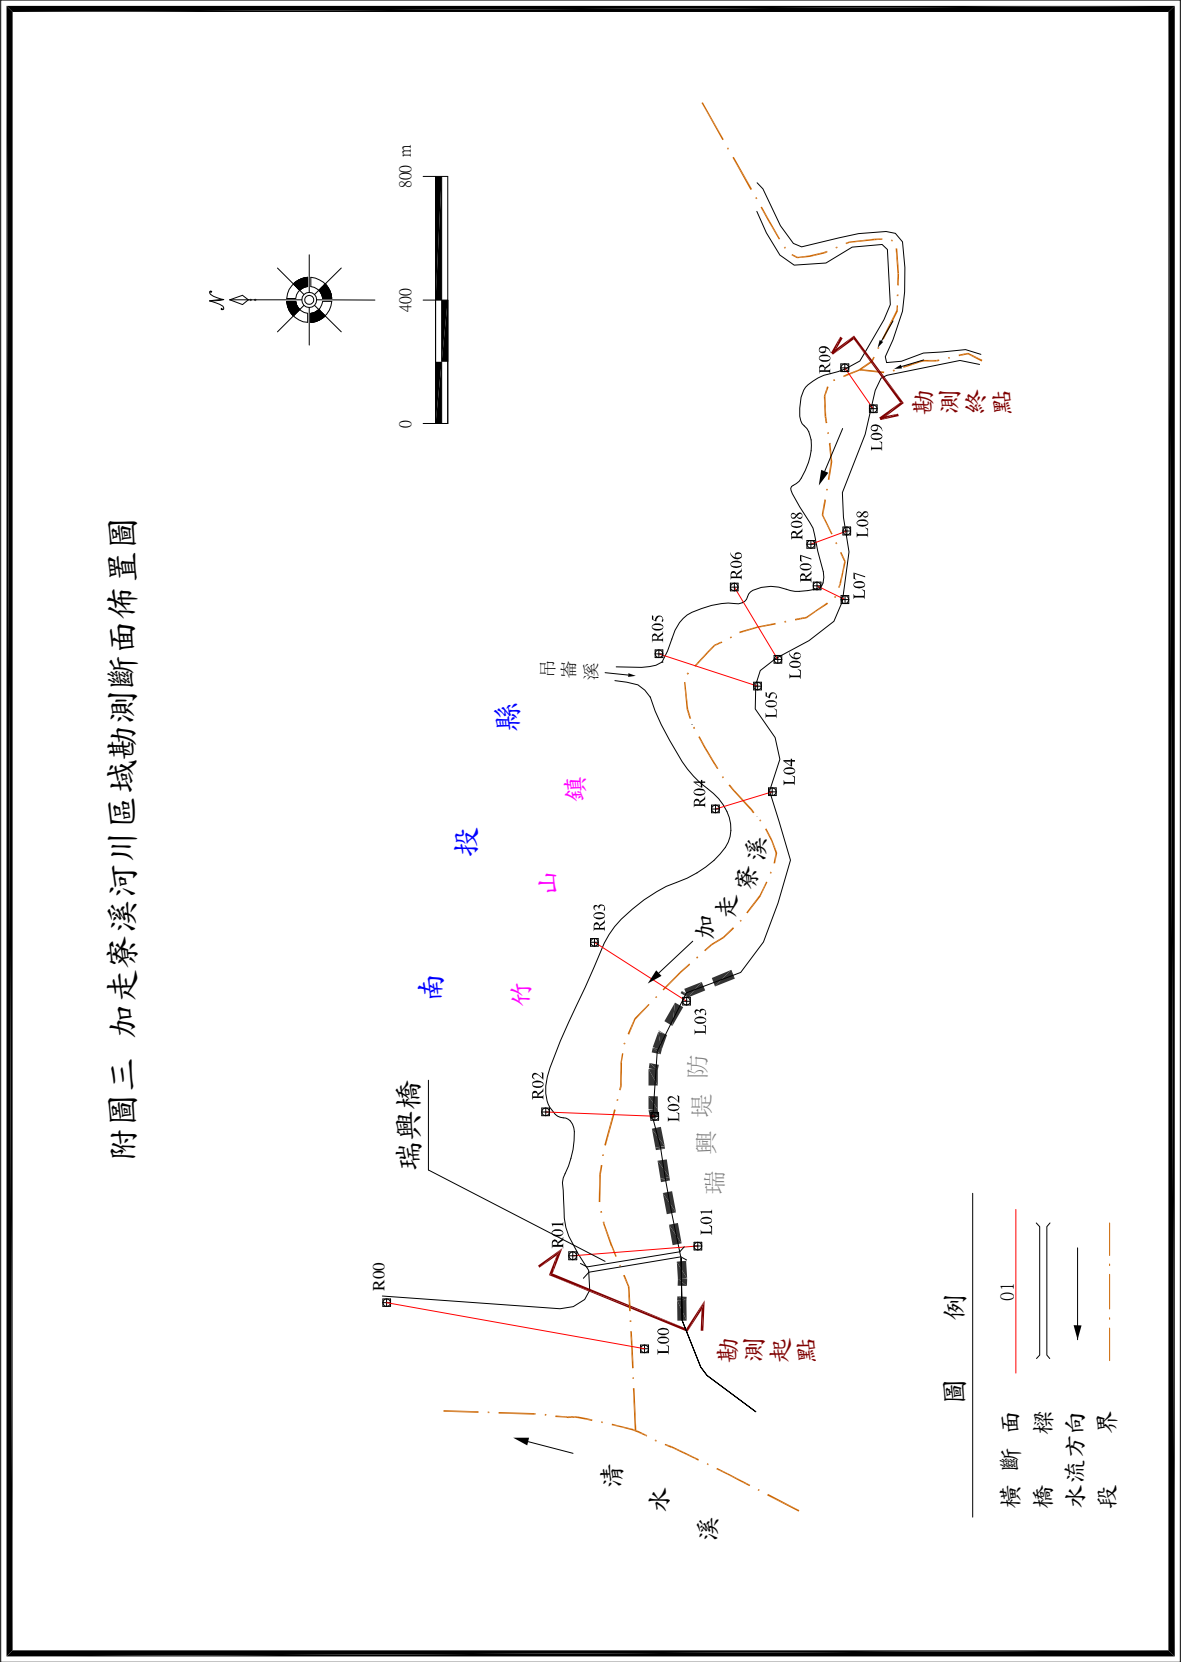 附圖三 加走寮溪河川區域勘測斷面佈置圖
N
0 400 800 m
南投縣
竹山鎮
瑞興橋
吊崙溪
加走寮溪
瑞興堤防
清水溪
勘測起點
勘測終點
R00
R01
R02
R03
R04
R05
R06
R07
R08
R09
L00
L01
L02
L03
L04
L05
L06
L07
L08
L09
圖例
橫斷面 01
橋樑
水流方向
段界